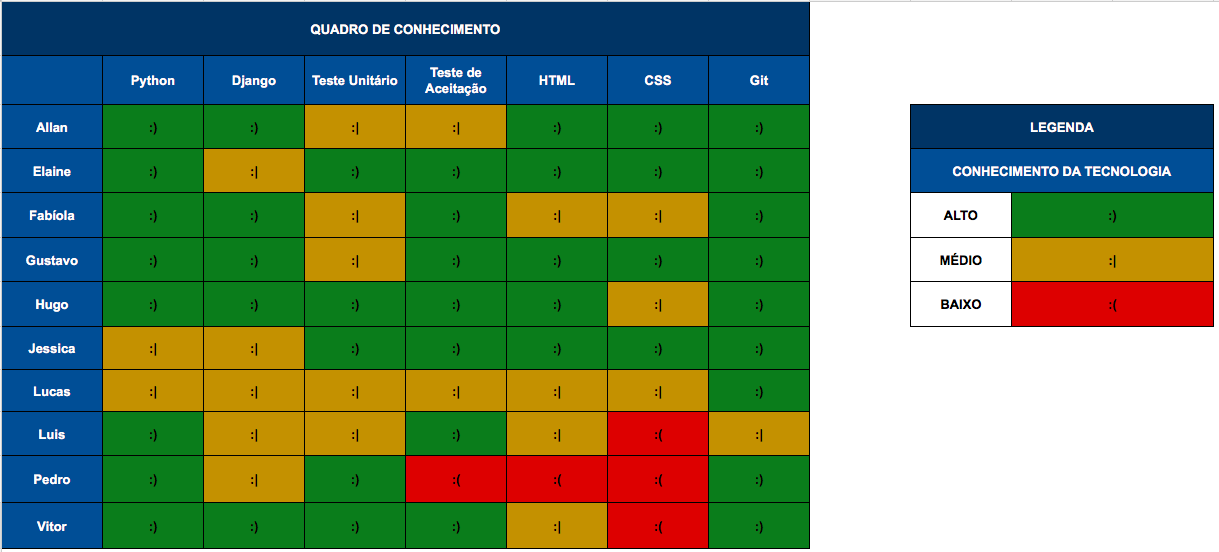 QUADRO DE CONHECIMENTO
Python Django Teste Unitário Teste de Aceitação HTML CSS Git
Allan :) :) :| :| :) :) :)
Elaine :) :| :) :) :) :) :)
Fabíola :) :) :| :) :| :| :)
Gustavo :) :) :| :) :) :) :)
Hugo :) :) :) :) :) :| :)
Jessica :| :| :) :) :) :) :)
Lucas :| :| :| :| :| :| :)
Luis :) :| :| :) :| :( :|
Pedro :) :| :) :( :( :( :)
Vitor :) :) :) :) :| :( :)
LEGENDA
CONHECIMENTO DA TECNOLOGIA
ALTO :)
MÉDIO :|
BAIXO :(